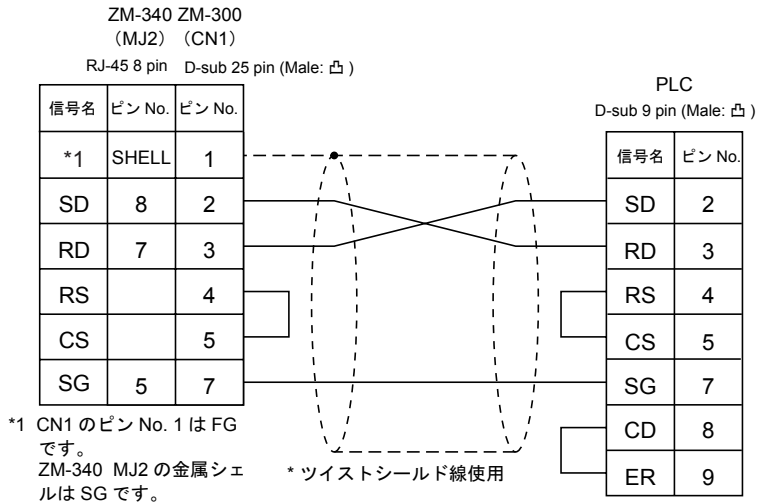 ZM-340 ZM-300
(MJ2) (CN1)
RJ-45 8 pin D-sub 25 pin (Male: 凸)
信号名 ピン No. ピン No.
*1 SHELL 1
SD 8 2
RD 7 3
RS 4
CS 5
SG 5 7
*1 CN1 のピン No. 1 は FG
です。
ZM-340 MJ2 の金属シェ
ルは SG です。
* ツイストシールド線使用
PLC
D-sub 9 pin (Male: 凸)
信号名 ピン No.
SD 2
RD 3
RS 4
CS 5
SG 7
CD 8
ER 9